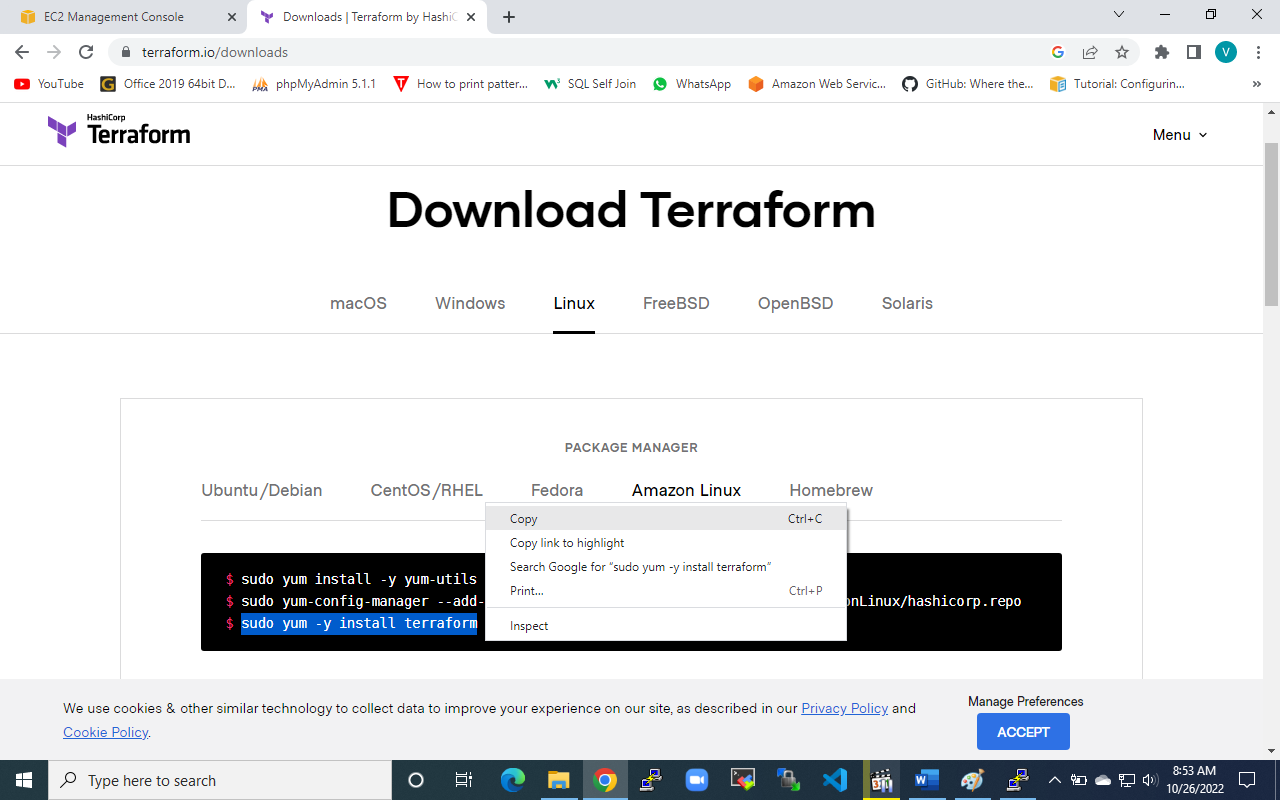 EC2 Management Console
Downloads | Terraform by HashiC
terraform.io/downloads
V
YouTube
Office 2019 64bit D...
phpMyAdmin 5.1.1
How to print patter...
SQL Self Join
WhatsApp
Amazon Web Servic...
GitHub: Where the...
Tutorial: Configurin...
»
HashiCorp
Terraform
Menu
Download Terraform
macOS
Windows
Linux
FreeBSD
OpenBSD
Solaris
PACKAGE MANAGER
Ubuntu/Debian
CentOS/RHEL
Fedora
Amazon Linux
Homebrew
Copy Ctrl+C
Copy link to highlight
Search Google for “sudo yum -y install terraform”
Print... Ctrl+P
Inspect
$ sudo yum install -y yum-utils
$ sudo yum-config-manager --add- onLinux/hashicorp.repo
$ sudo yum -y install terraform
We use cookies & other similar technology to collect data to improve your experience on our site, as described in our Privacy Policy and
Cookie Policy.
Manage Preferences
ACCEPT
Type here to search
8:53 AM
10/26/2022